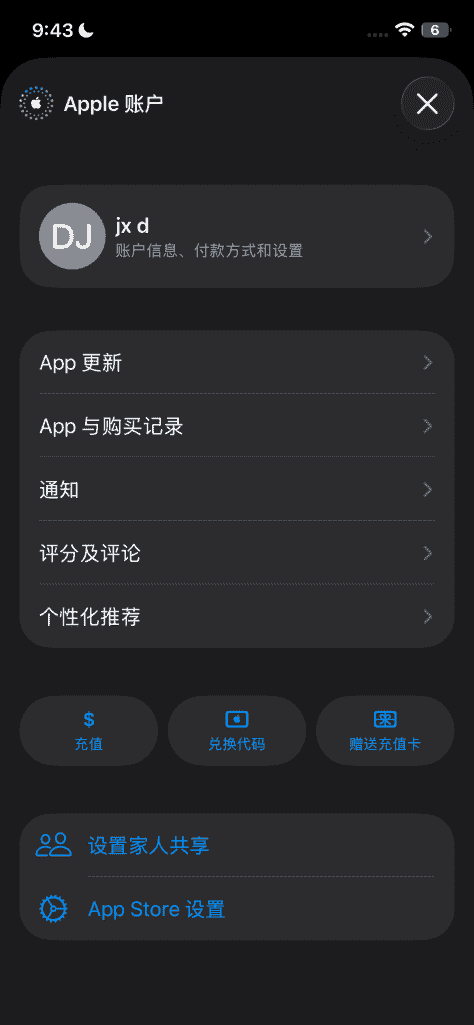 9:43
6
Apple 账户
DJ
jx d
账户信息、付款方式和设置
App 更新
App 与购买记录
通知
评分及评论
个性化推荐
$
充值
兑换代码
赠送充值卡
设置家人共享
App Store 设置